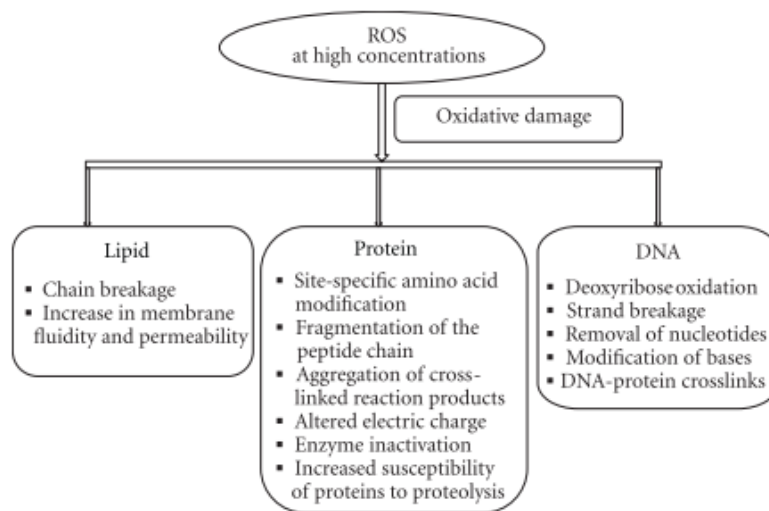 ROS
at high concentrations
Oxidative damage
Lipid
▪ Chain breakage
▪ Increase in membrane
fluidity and permeability
Protein
▪ Site-specific amino acid
modification
▪ Fragmentation of the
peptide chain
▪ Aggregation of cross-
linked reaction products
▪ Altered electric charge
▪ Enzyme inactivation
▪ Increased susceptibility
of proteins to proteolysis
DNA
▪ Deoxyribose oxidation
▪ Strand breakage
▪ Removal of nucleotides
▪ Modification of bases
▪ DNA-protein crosslinks